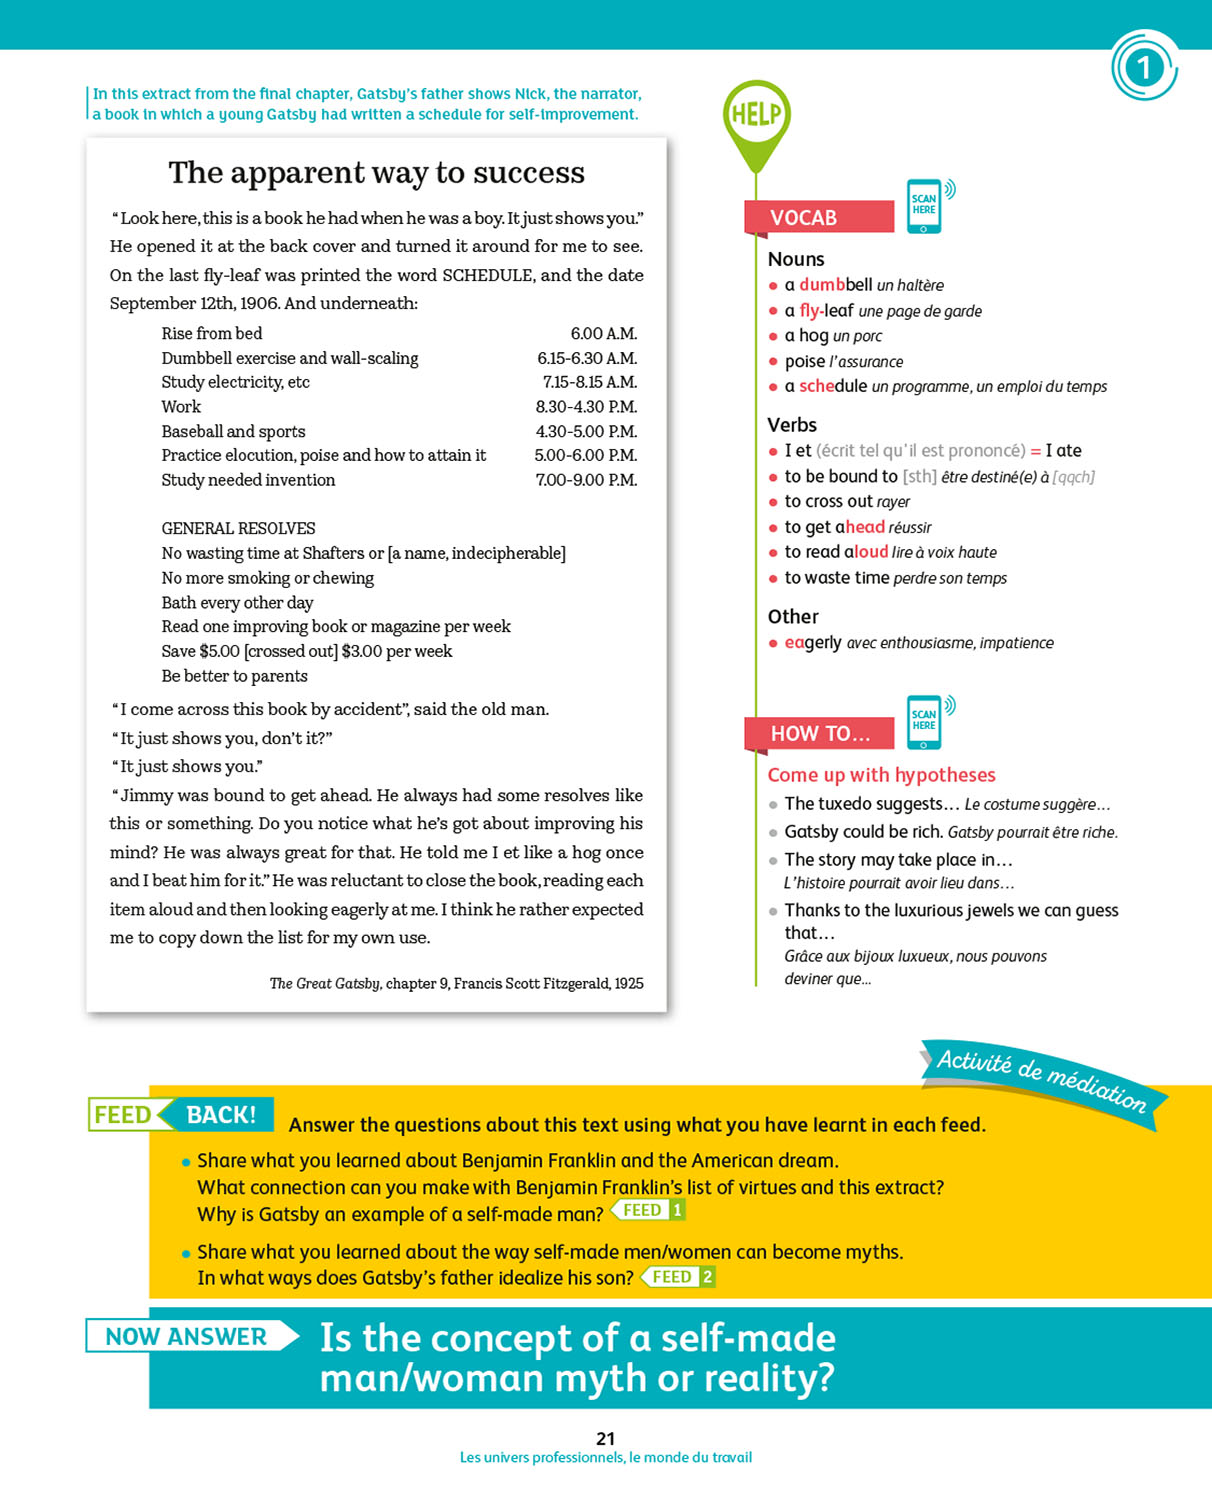 1
In this extract from the final chapter, Gatsby's father shows Nick, the narrator,
a book in which a young Gatsby had written a schedule for self-improvement.
The apparent way to success
"Look here, this is a book he had when he was a boy. It just shows you."
He opened it at the back cover and turned it around for me to see.
On the last fly-leaf was printed the word SCHEDULE, and the date
September 12th, 1906. And underneath:
Rise from bed 6.00 A.M.
Dumbbell exercise and wall-scaling 6.15-6.30 A.M.
Study electricity, etc 7.15-8.15 A.M.
Work 8.30-4.30 P.M.
Baseball and sports 4.30-5.00 P.M.
Practice elocution, poise and how to attain it 5.00-6.00 P.M.
Study needed invention 7.00-9.00 P.M.
GENERAL RESOLVES
No wasting time at Shafters or [a name, indecipherable]
No more smoking or chewing
Bath every other day
Read one improving book or magazine per week
Save $5.00 [crossed out] $3.00 per week
Be better to parents
"I come across this book by accident", said the old man.
"It just shows you, don't it?"
"It just shows you."
"Jimmy was bound to get ahead. He always had some resolves like
this or something. Do you notice what he's got about improving his
mind? He was always great for that. He told me I et like a hog once
and I beat him for it." He was reluctant to close the book, reading each
item aloud and then looking eagerly at me. I think he rather expected
me to copy down the list for my own use.
The Great Gatsby, chapter 9, Francis Scott Fitzgerald, 1925
HELP
VOCAB
SCAN
HERE
Nouns
• a dumbbell un haltère
• a fly-leaf une page de garde
• a hog un porc
• poise l'assurance
• a schedule un programme, un emploi du temps
Verbs
• I et (écrit tel qu'il est prononcé) = I ate
• to be bound to [sth] être destiné(e) à [qqch]
• to cross out rayer
• to get ahead réussir
• to read aloud lire à voix haute
• to waste time perdre son temps
Other
• eagerly avec enthousiasme, impatience
HOW TO...
SCAN
HERE
Come up with hypotheses
• The tuxedo suggests... Le costume suggère...
• Gatsby could be rich. Gatsby pourrait être riche.
• The story may take place in...
L'histoire pourrait avoir lieu dans...
• Thanks to the luxurious jewels we can guess
that...
Grâce aux bijoux luxueux, nous pouvons
deviner que...
Activité de médiation
FEED BACK!
Answer the questions about this text using what you have learnt in each feed.
• Share what you learned about Benjamin Franklin and the American dream.
What connection can you make with Benjamin Franklin's list of virtues and this extract?
Why is Gatsby an example of a self-made man? FEED 1
• Share what you learned about the way self-made men/women can become myths.
In what ways does Gatsby's father idealize his son? FEED 2
NOW ANSWER
Is the concept of a self-made
man/woman myth or reality?
21
Les univers professionnels, le monde du travail